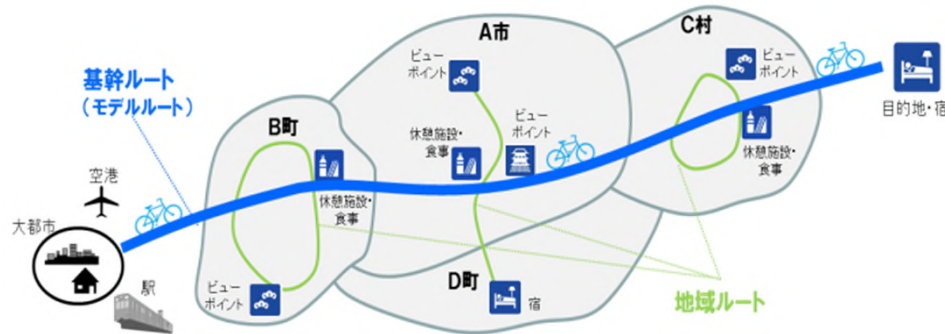 A市
C村
ビュー
ポイント
ビュー
ポイント
基幹ルート
(モデルルート)
目的地・宿
B町
休憩施設・
食事
ビュー
ポイント
休憩施設・
食事
空港
休憩施設・
食事
大都市
駅
ビュー
ポイント
D町
宿
地域ルート